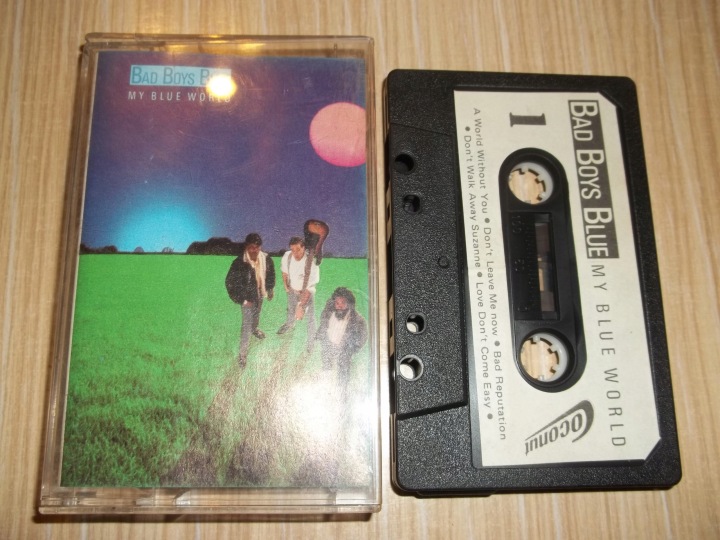 BAD BOYS BLUE
MY BLUE WORLD
1
BAD BOYS BLUE MY BLUE WORLD
A World Without You • Don't Leave Me now • Bad Reputation
• Don't Walk Away Suzanne • Love Don't Come Easy •
Coconut